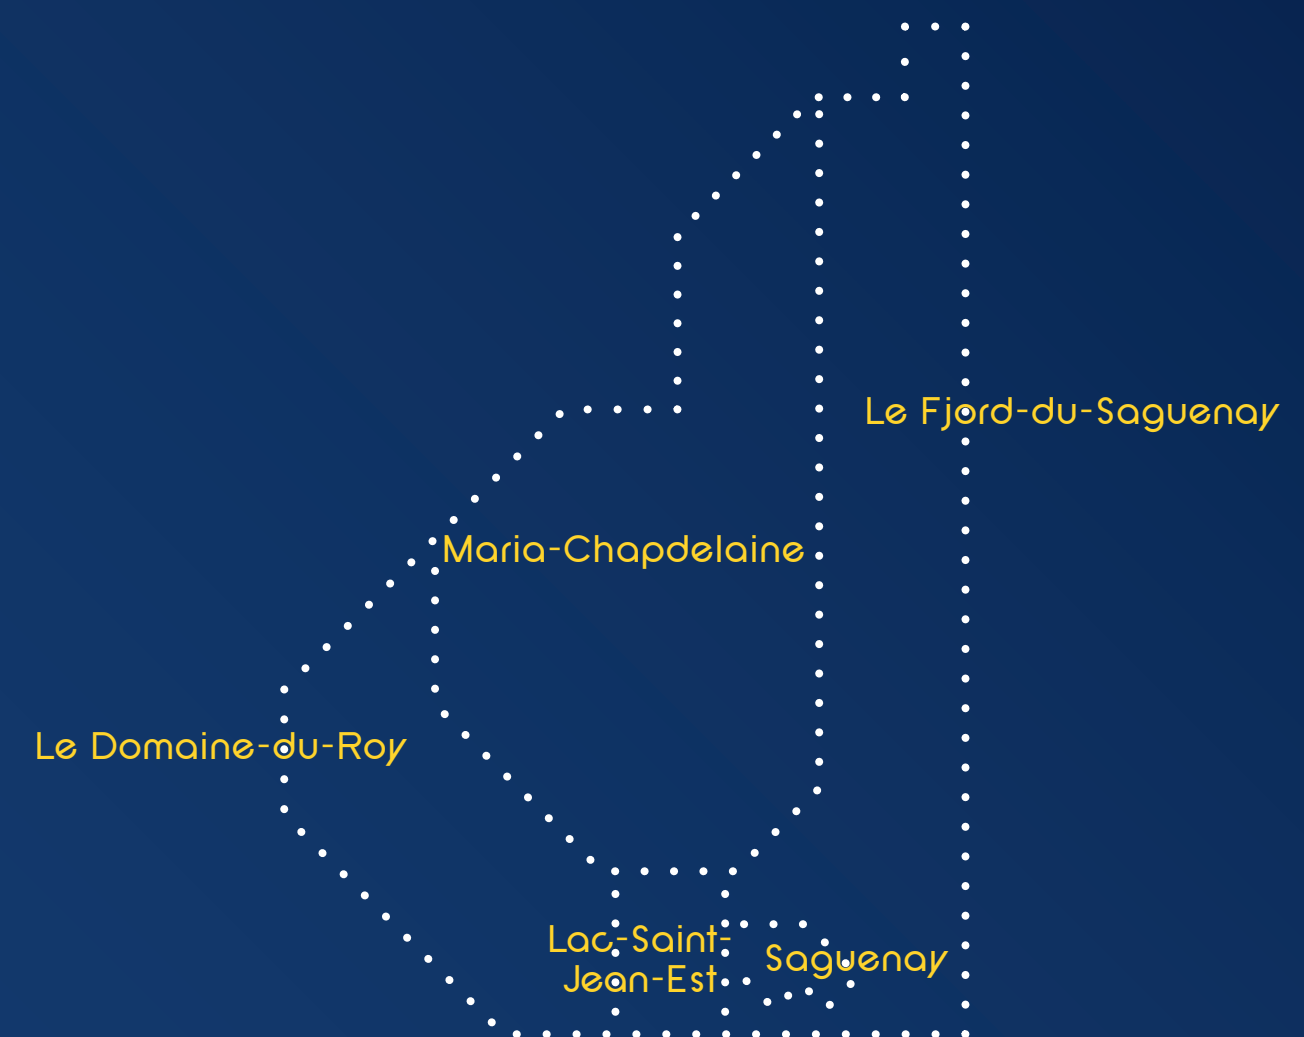 Le Fjord-du-Saguenay
Maria-Chapdelaine
Le Domaine-du-Roy
Lac-Saint-
Jean-Est
Saguenay